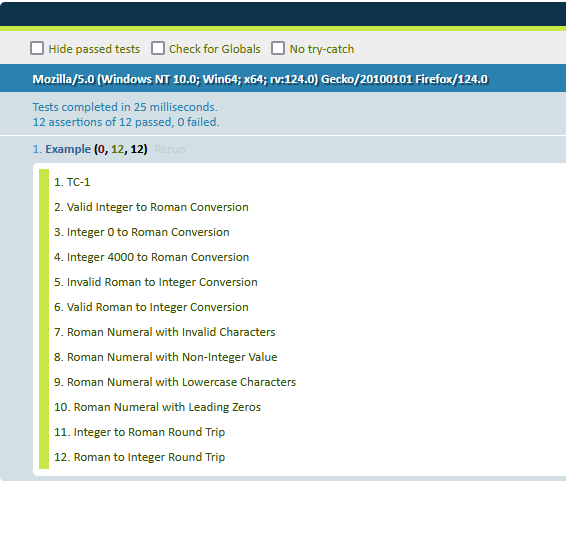 Hide passed tests Check for Globals No try-catch
Mozilla/5.0 (Windows NT 10.0; Win64; x64; rv:124.0) Gecko/20100101 Firefox/124.0
Tests completed in 25 milliseconds.
12 assertions of 12 passed, 0 failed.
1. Example (0, 12, 12) Rerun
1. TC-1
2. Valid Integer to Roman Conversion
3. Integer 0 to Roman Conversion
4. Integer 4000 to Roman Conversion
5. Invalid Roman to Integer Conversion
6. Valid Roman to Integer Conversion
7. Roman Numeral with Invalid Characters
8. Roman Numeral with Non-Integer Value
9. Roman Numeral with Lowercase Characters
10. Roman Numeral with Leading Zeros
11. Integer to Roman Round Trip
12. Roman to Integer Round Trip